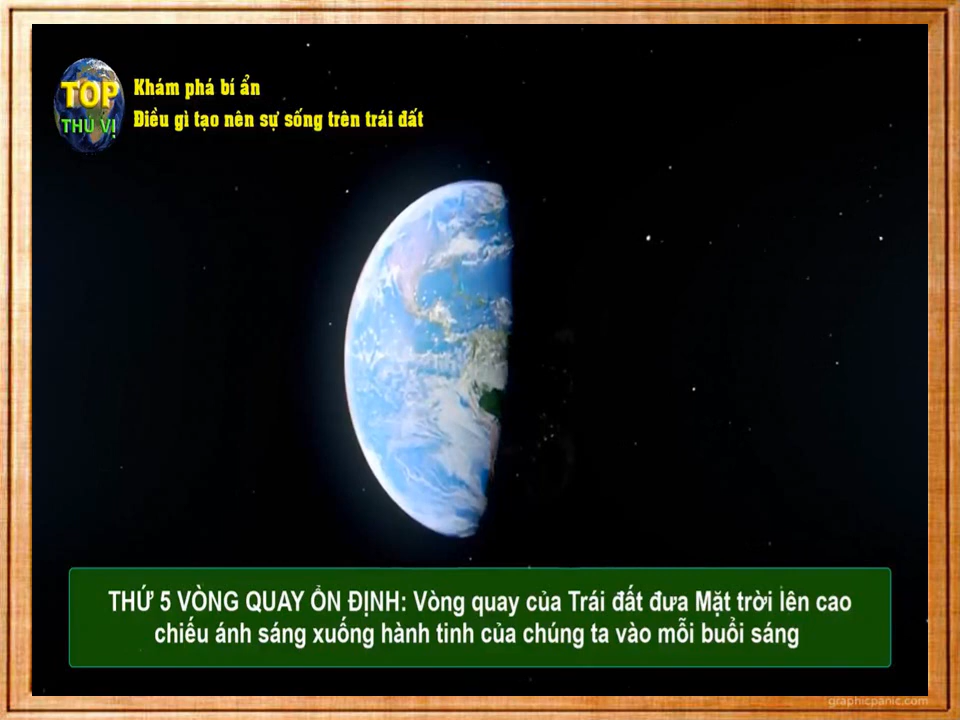 TOP
THÚ VỊ
Khám phá bí ẩn
Điều gì tạo nên sự sống trên trái đất
THỨ 5 VÒNG QUAY ỔN ĐỊNH: Vòng quay của Trái đất đưa Mặt trời lên cao
chiếu ánh sáng xuống hành tinh của chúng ta vào mỗi buổi sáng
graphicpanic.com